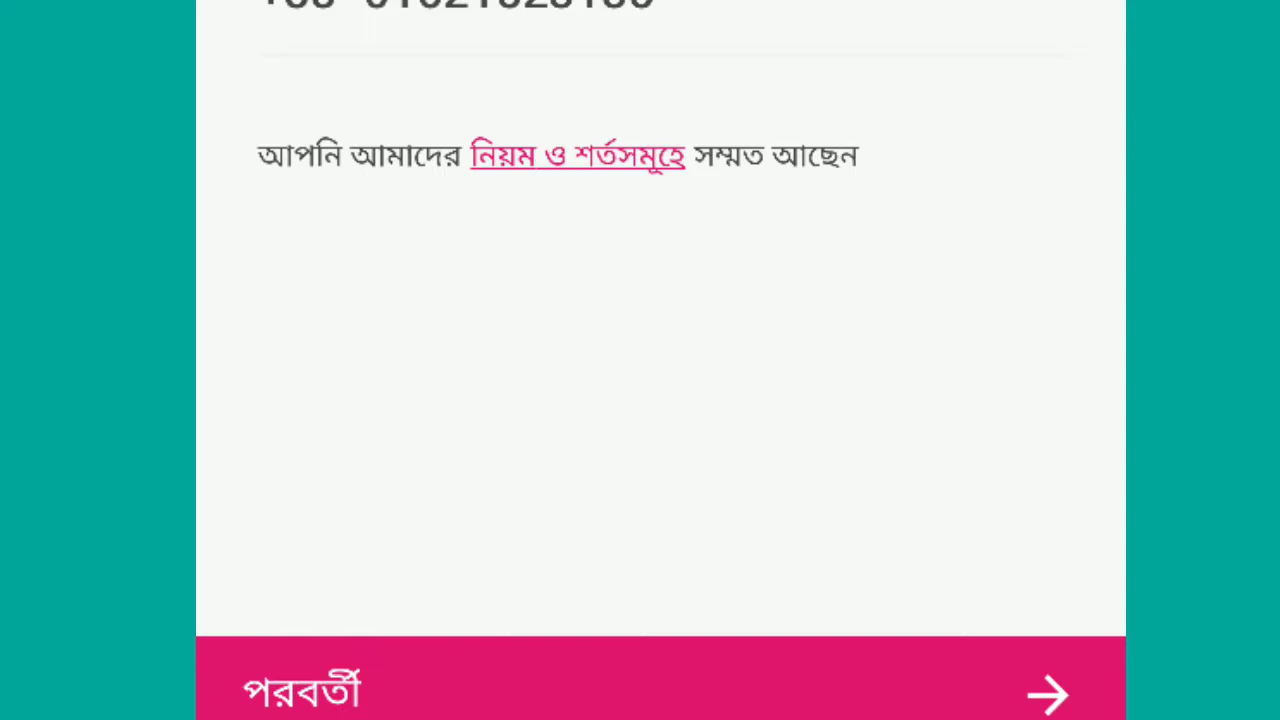 আপনি আমাদের নিয়ম ও শর্তসমূহে সম্মত আছেন
পরবর্তী